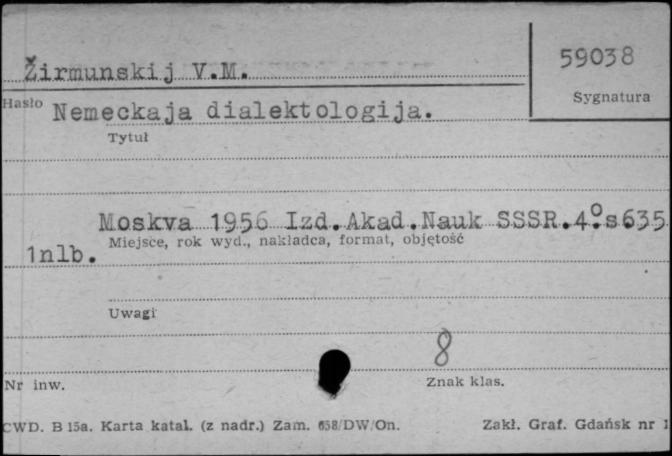 59038
Žirmunskij V.M.
Hasło
Sygnatura
Nemeckaja dialektologija.
Tytuł
Moskva 1956 Izd.Akad.Nauk SSSR.4.º s.635
Miejsce, rok wyd., nakładca, format, objętość
1nlb.
Uwagi
8
Nr inw.
Znak klas.
CWD. B 15a. Karta katal. (z nadr.) Zam. 658/DW/On.
Zakł. Graf. Gdańsk nr 1